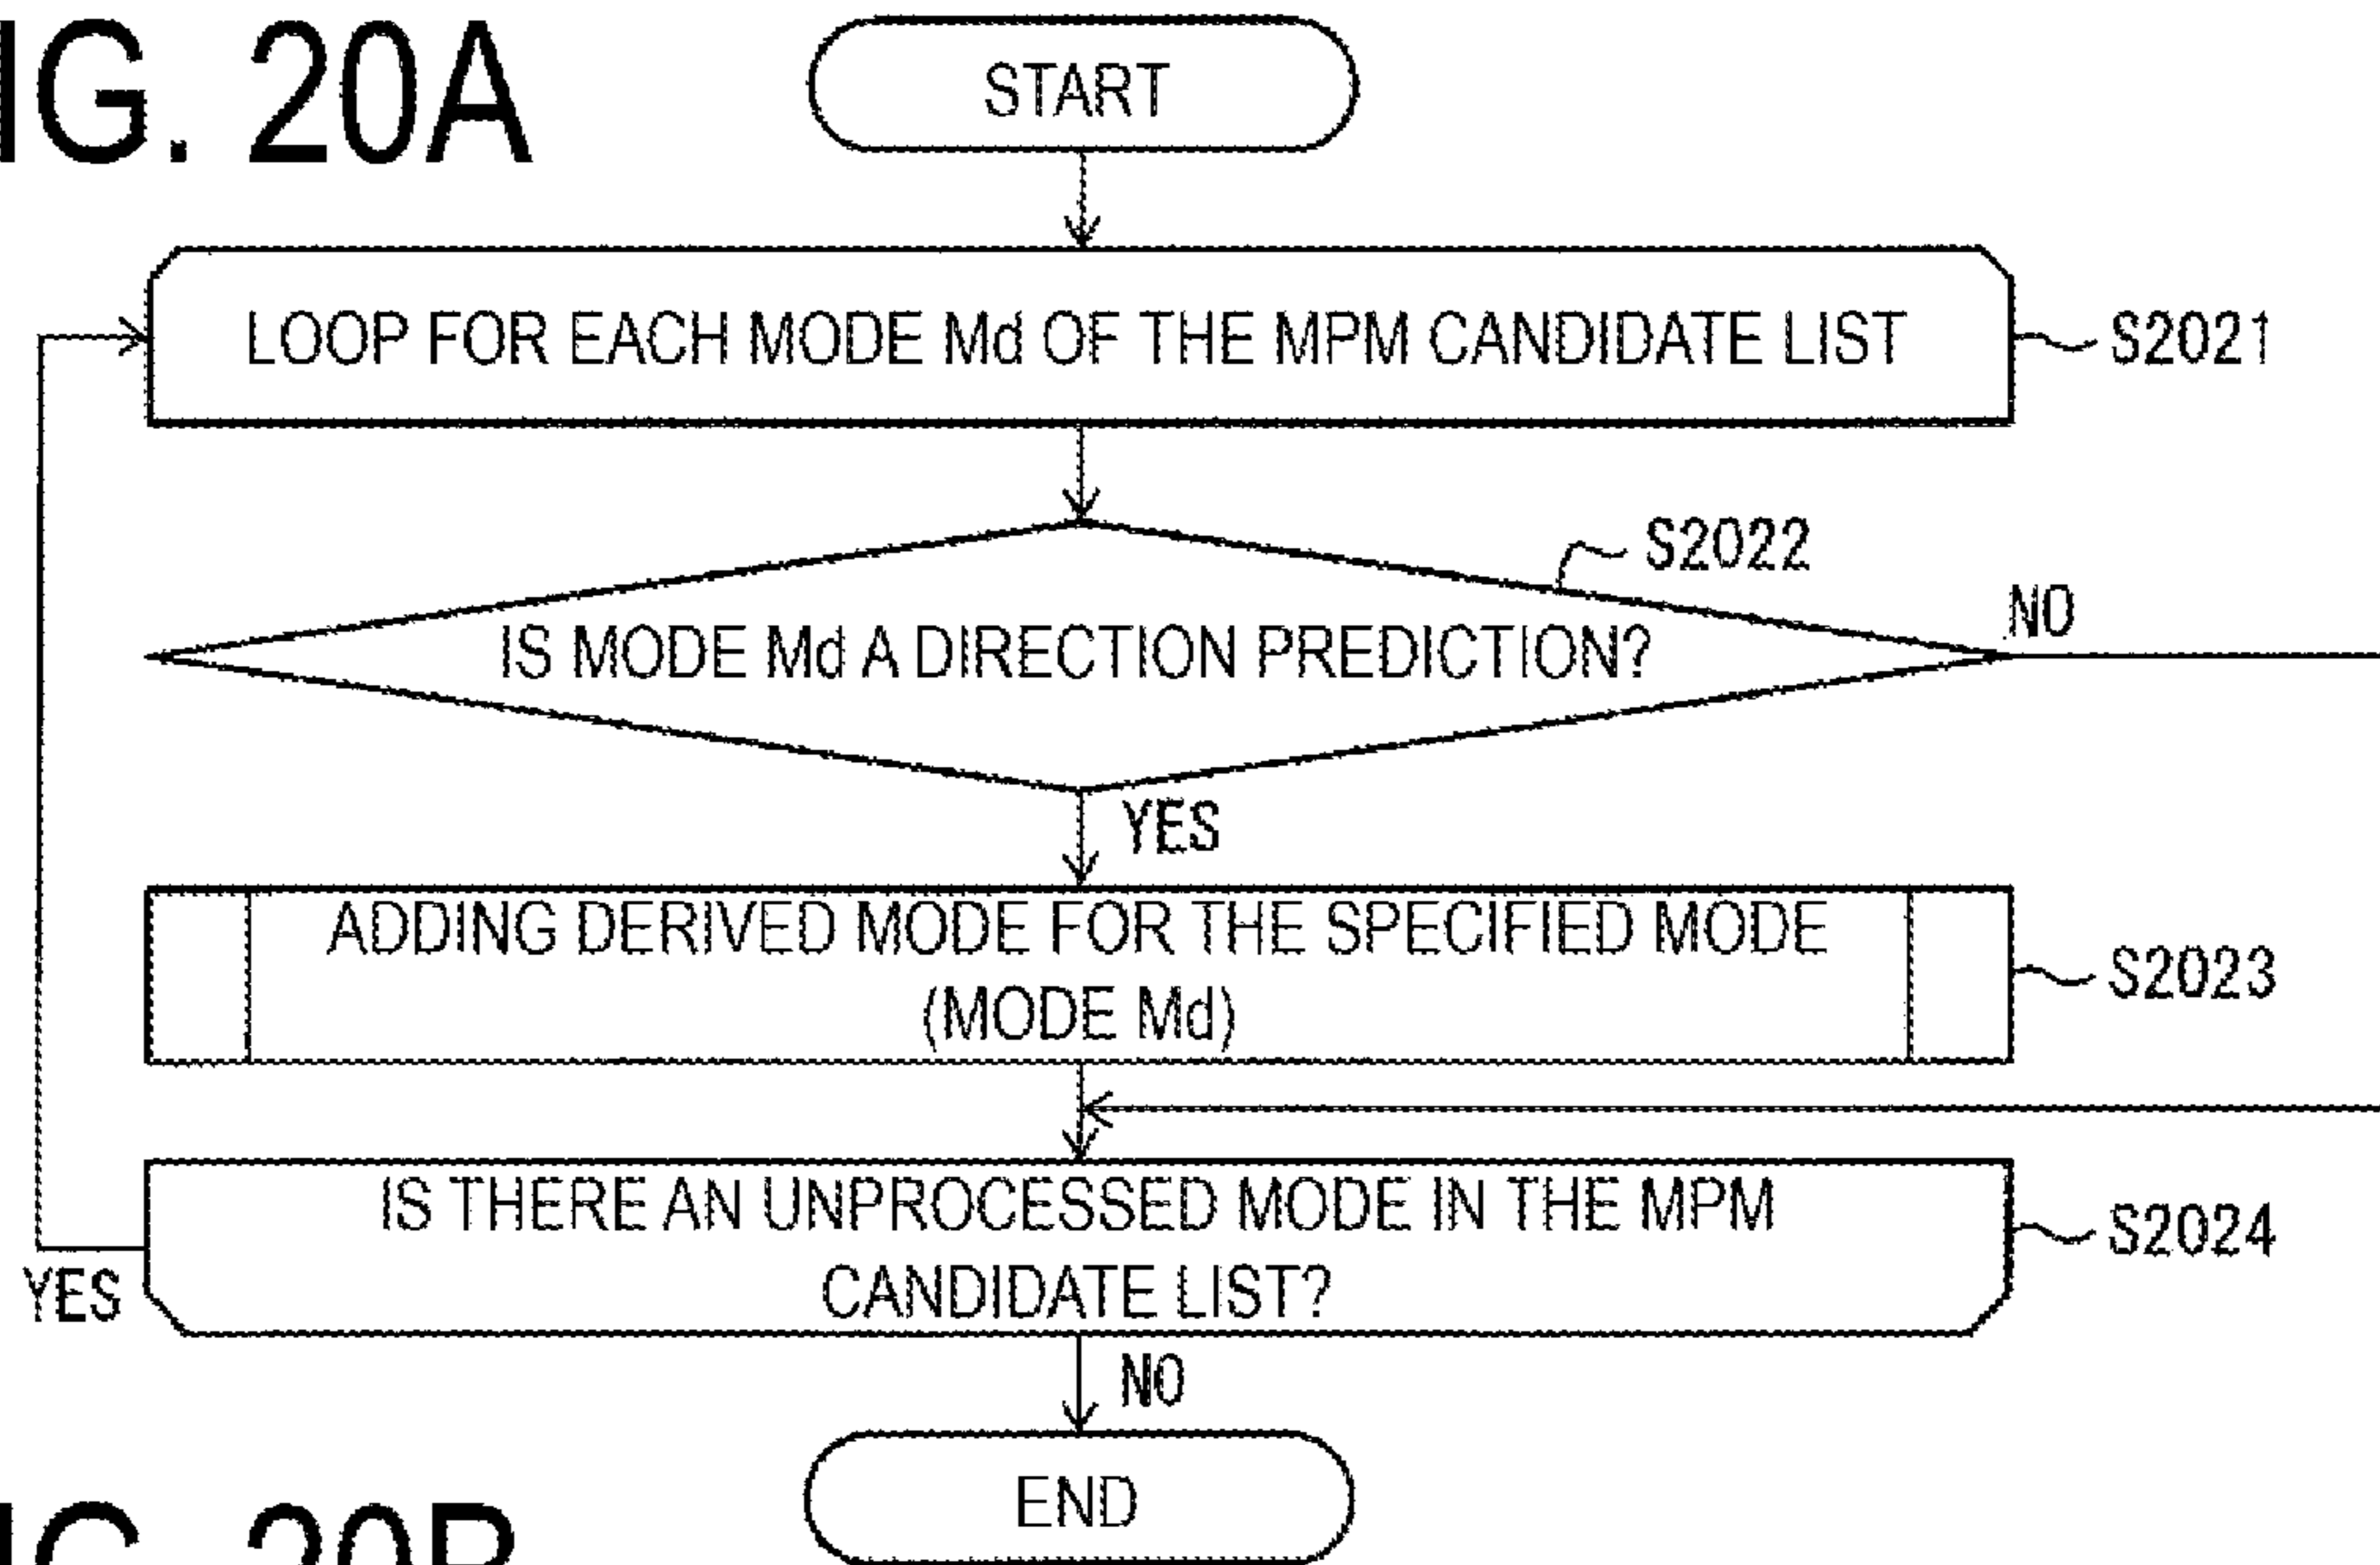 IG. 20A
START
LOOP FOR EACH MODE Md OF THE MPM CANDIDATE LIST
S2021
S2022
NO
IS MODE Md A DIRECTION PREDICTION?
YES
ADDING DERIVED MODE FOR THE SPECIFIED MODE
(MODE Md)
S2023
IS THERE AN UNPROCESSED MODE IN THE MPM
CANDIDATE LIST?
S2024
YES
NO
END